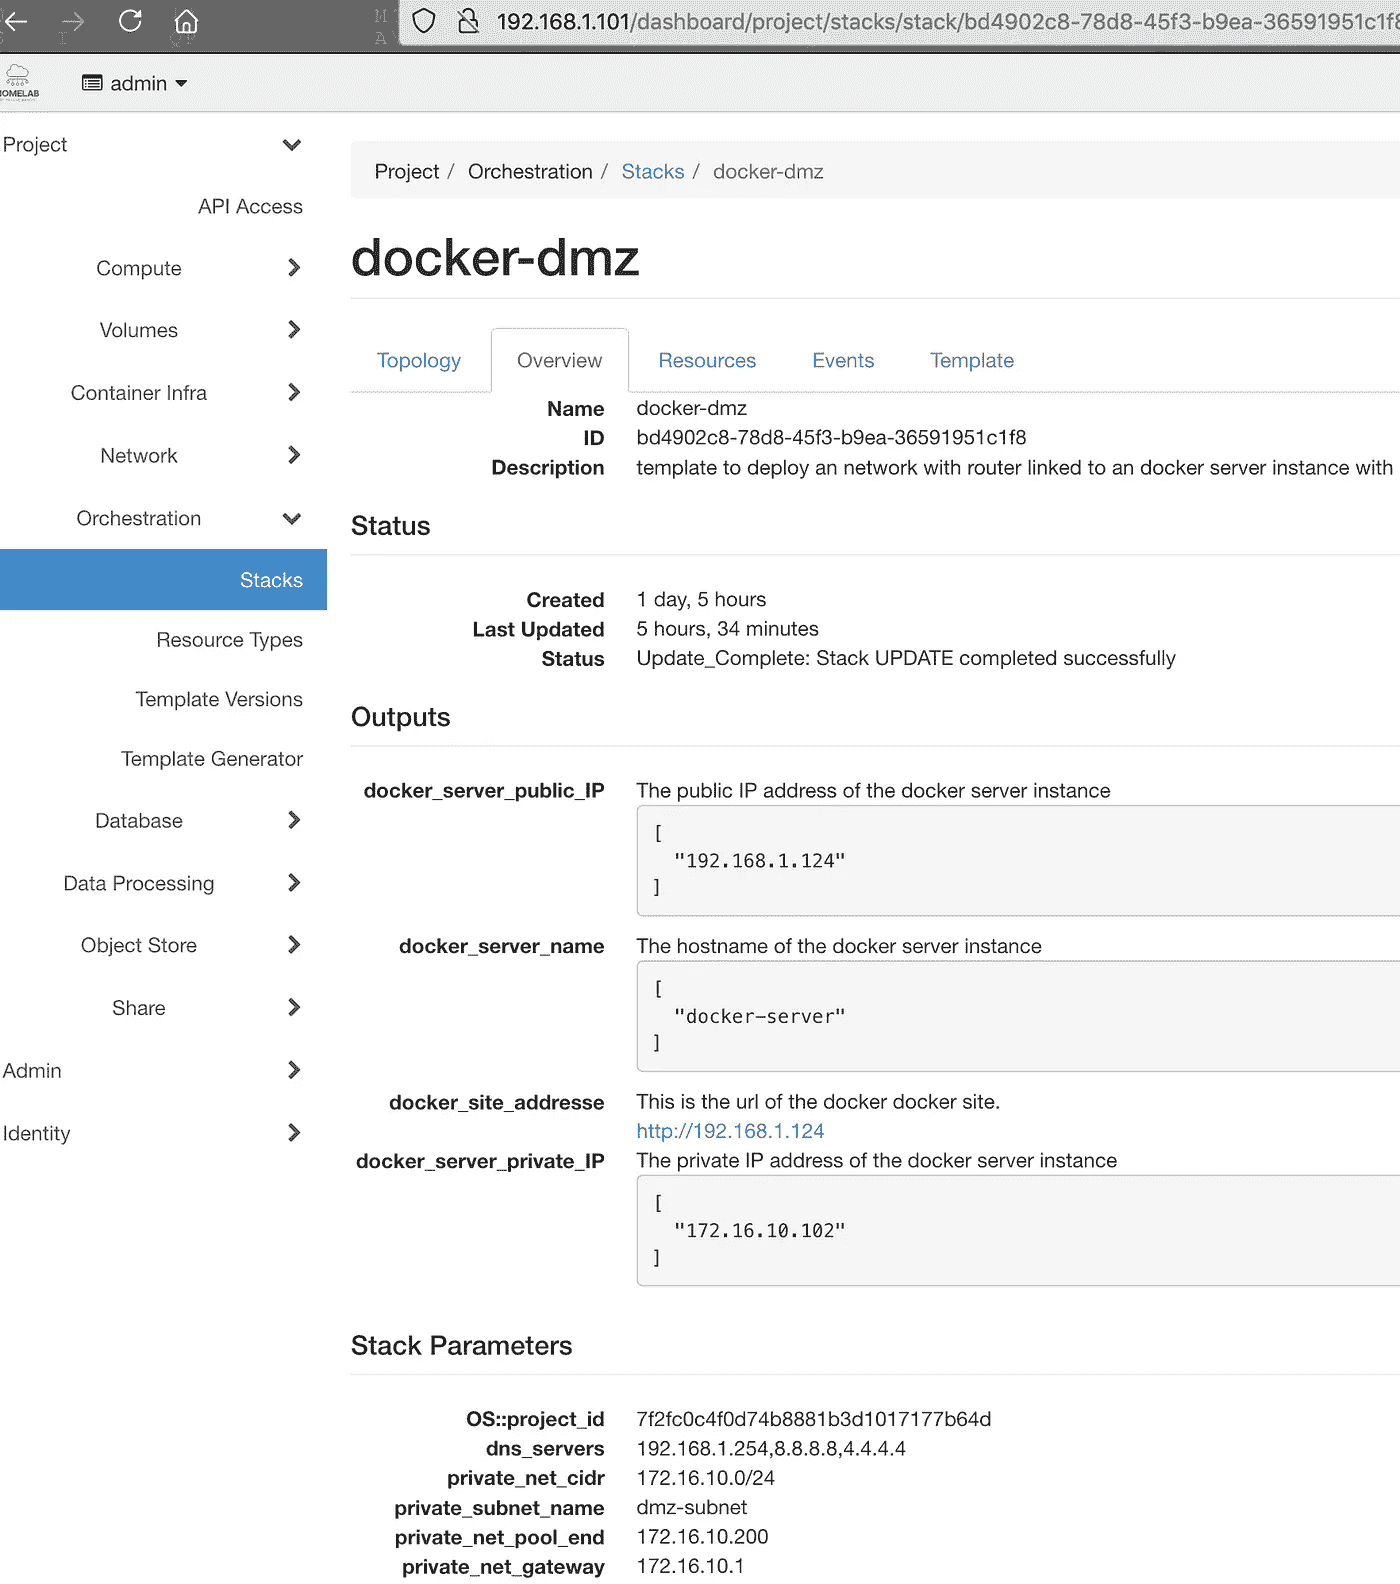 192.168.1.101/dashboard/project/stacks/stack/bd4902c8-78d8-45f3-b9ea-36591951c1f8
admin
Project
API Access
Compute
Volumes
Container Infra
Network
Orchestration
Stacks
Resource Types
Template Versions
Template Generator
Database
Data Processing
Object Store
Share
Admin
Identity
Project / Orchestration / Stacks / docker-dmz
docker-dmz
Topology Overview Resources Events Template
Name docker-dmz
ID bd4902c8-78d8-45f3-b9ea-36591951c1f8
Description template to deploy an network with router linked to an docker server instance with
Status
Created 1 day, 5 hours
Last Updated 5 hours, 34 minutes
Status Update_Complete: Stack UPDATE completed successfully
Outputs
docker_server_public_IP The public IP address of the docker server instance
[
"192.168.1.124"
]
docker_server_name The hostname of the docker server instance
[
"docker-server"
]
docker_site_addresse This is the url of the docker docker site.
http://192.168.1.124
docker_server_private_IP The private IP address of the docker server instance
[
"172.16.10.102"
]
Stack Parameters
OS::project_id 7f2fc0c4f0d74b8881b3d1017177b64d
dns_servers 192.168.1.254,8.8.8.8,4.4.4.4
private_net_cidr 172.16.10.0/24
private_subnet_name dmz-subnet
private_net_pool_end 172.16.10.200
private_net_gateway 172.16.10.1